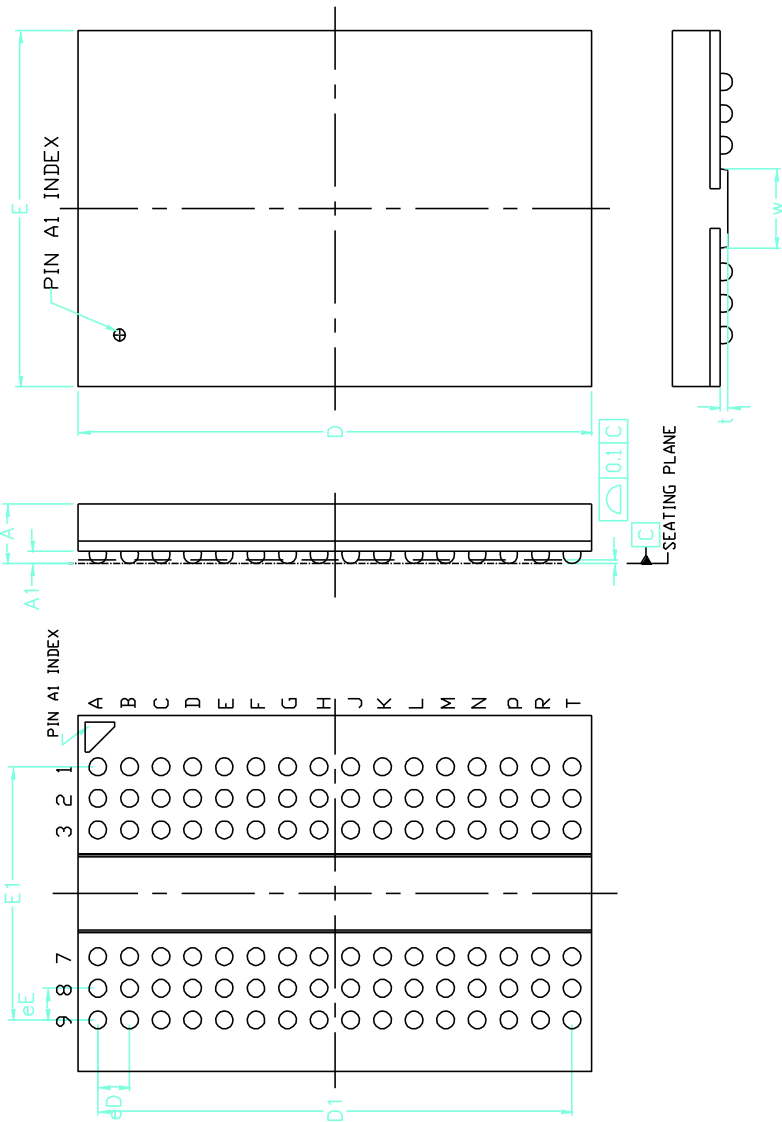 E
PIN A1 INDEX
D
w
t
A
A1
0.1 C
C
SEATING PLANE
PIN A1 INDEX
A B C D E F G H J K L M N P R T
1
2
3
7
8
9
E1
eE
eD1
D1